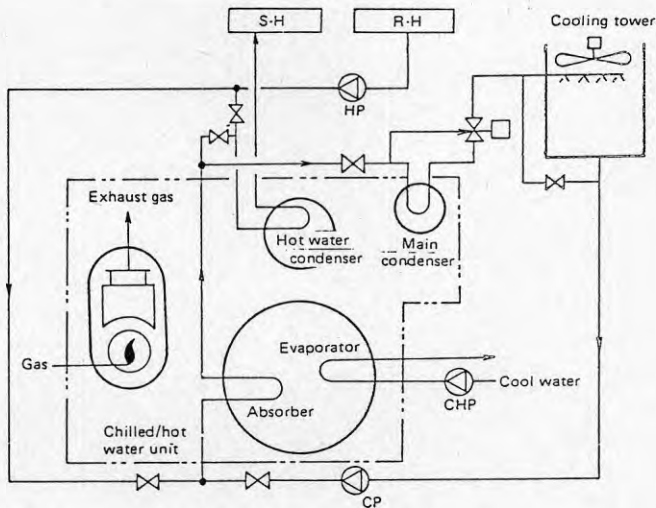 S-H
R-H
Cooling tower
HP
Exhaust gas
Hot water
condenser
Main
condenser
Gas
Evaporator
Absorber
Cool water
CHP
Chilled/hot
water unit
CP